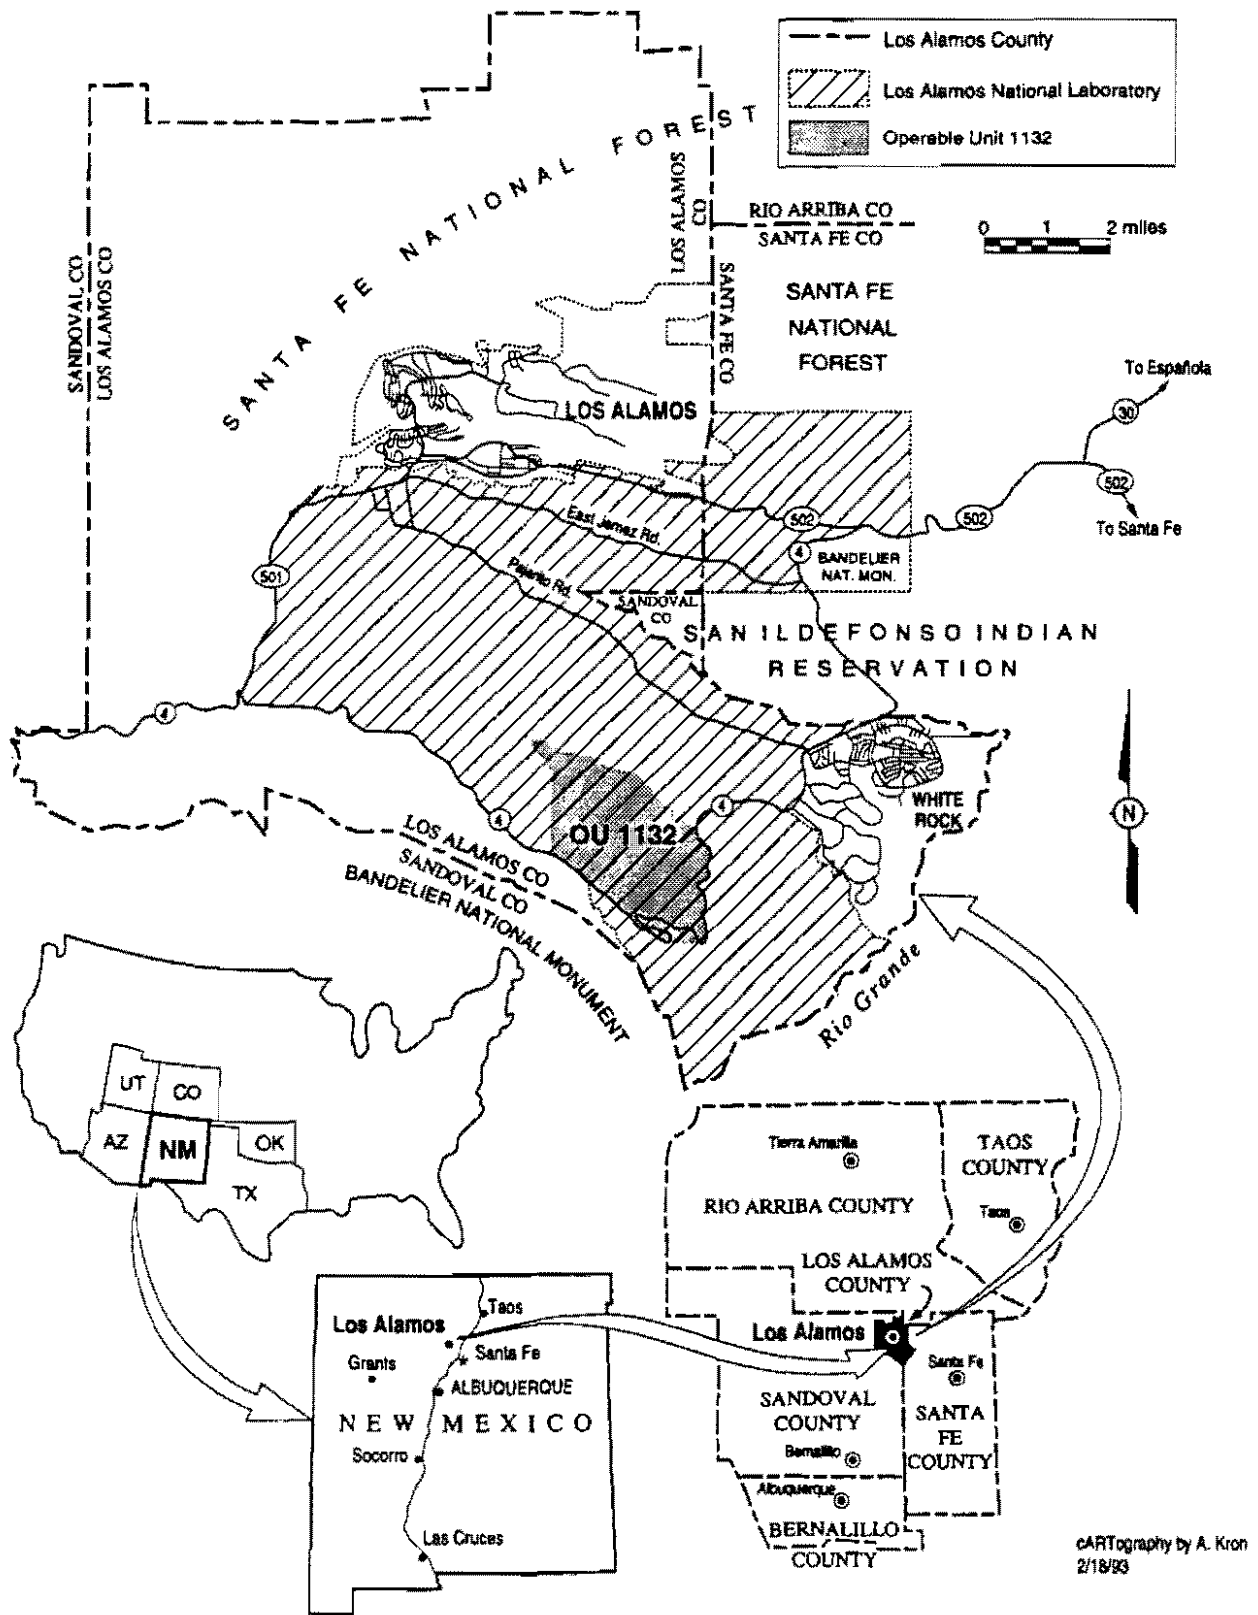 Los Alamos County
Los Alamos National Laboratory
Operable Unit 1132
SANTA FE NATIONAL FOREST
LOS ALAMOS
CO
RIO ARRIBA CO
SANTA FE CO
0 1 2 miles
SANDOVAL CO
LOS ALAMOS CO
SANTA FE CO
SANTA FE
NATIONAL
FOREST
To Española
30
LOS ALAMOS
502
502
502
To Santa Fe
East Jemez Rd.
4
BANDELIER
NAT. MON.
501
Pajarito Rd.
SANDOVAL
CO
SAN ILDEFONSO INDIAN
RESERVATION
4
WHITE
ROCK
N
4
4
OU 1132
LOS ALAMOS CO
SANDOVAL CO
BANDELIER NATIONAL MONUMENT
Rio Grande
UT
CO
AZ
NM
OK
TX
Tierra Amarilla
TAOS
COUNTY
RIO ARRIBA COUNTY
Taos
LOS ALAMOS
COUNTY
Taos
Los Alamos
Santa Fe
Grants
ALBUQUERQUE
NEW MEXICO
Socorro
Las Cruces
Los Alamos
Santa Fe
SANDOVAL
COUNTY
SANTA
FE
COUNTY
Bernalillo
Albuquerque
BERNALILLO
COUNTY
cARTography by A. Kron
2/18/93